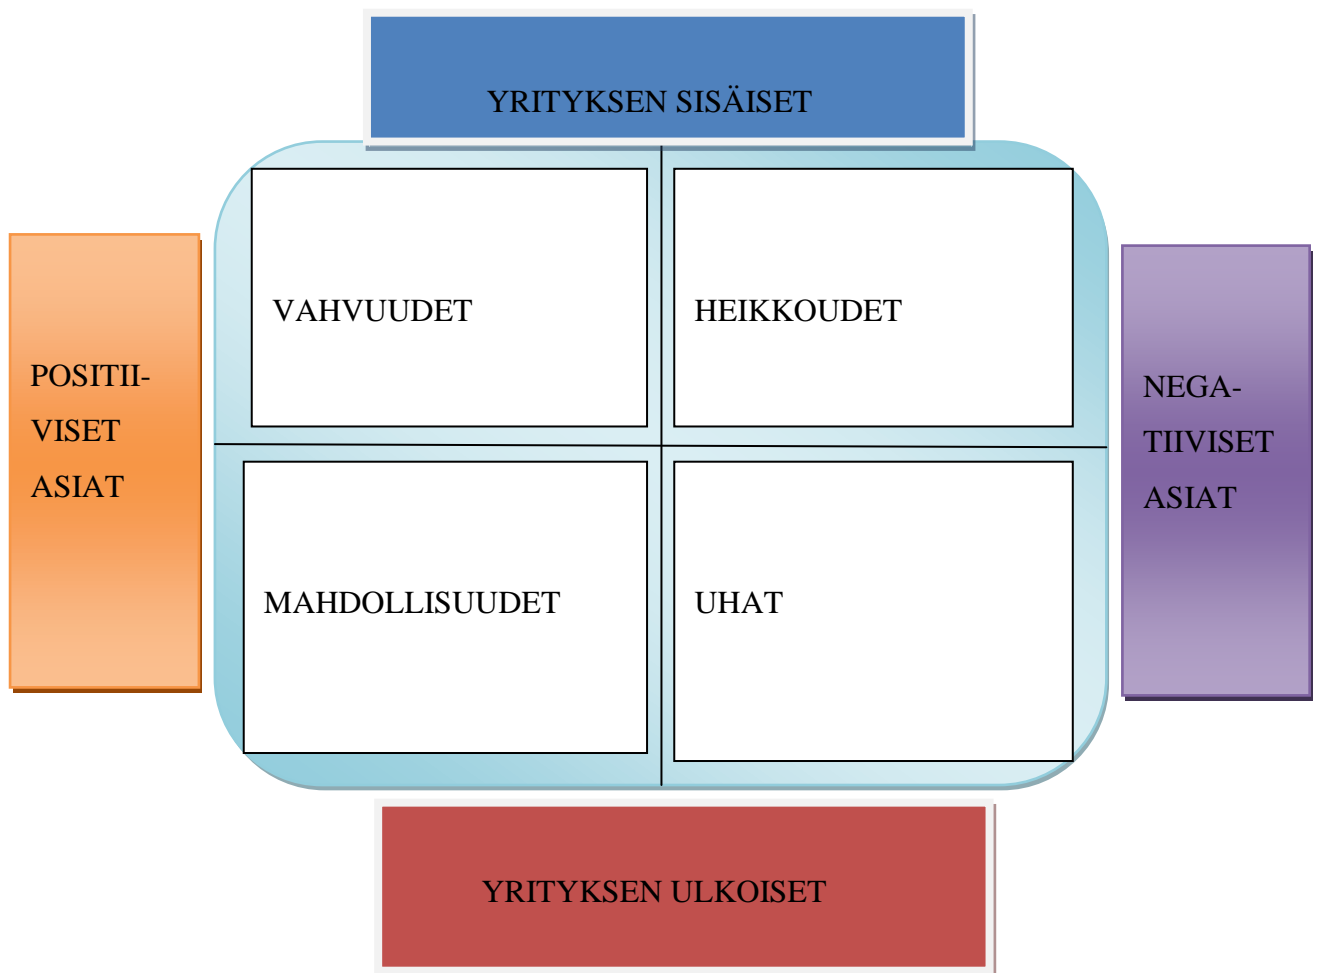 YRITYKSEN SISÄISET
VAHVUUDET
HEIKKOUDET
POSITII-
VISET
ASIAT
NEGA-
TIIVISET
ASIAT
MAHDOLLISUUDET
UHAT
YRITYKSEN ULKOISET